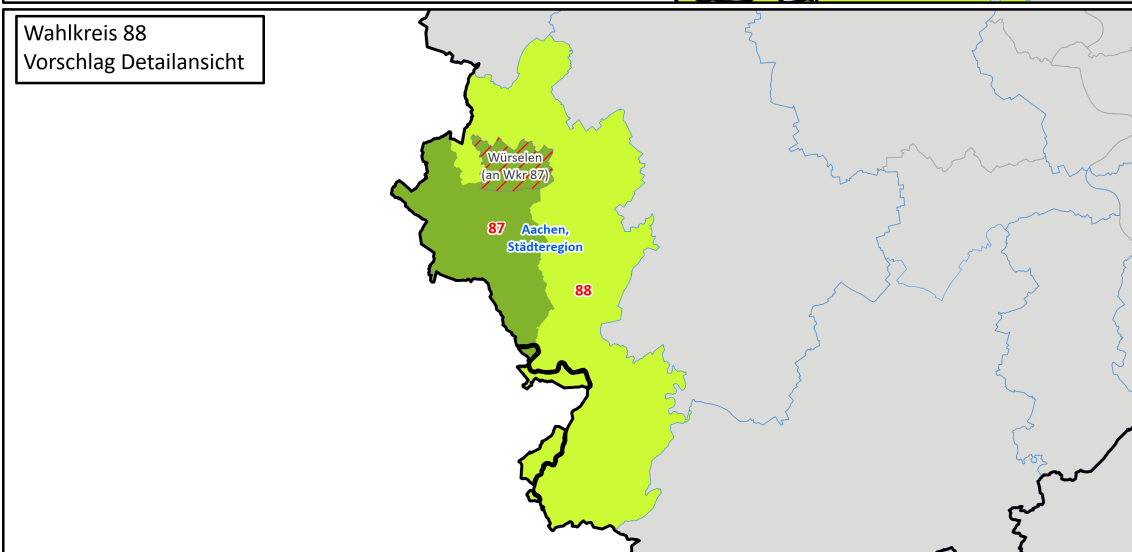 Wahlkreis 88
Vorschlag Detailansicht
Würselen
(an Wkr 87)
87
Aachen,
Städteregion
88